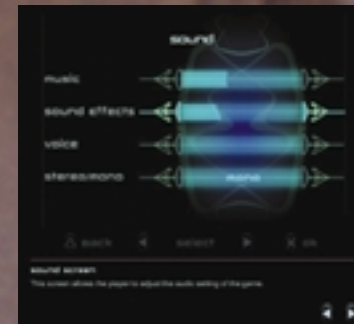 sound
music
sound effects
voice
stereo/mono mono
back select ok
sound screen
This screen allows the player to adjust the audio setting of the game.